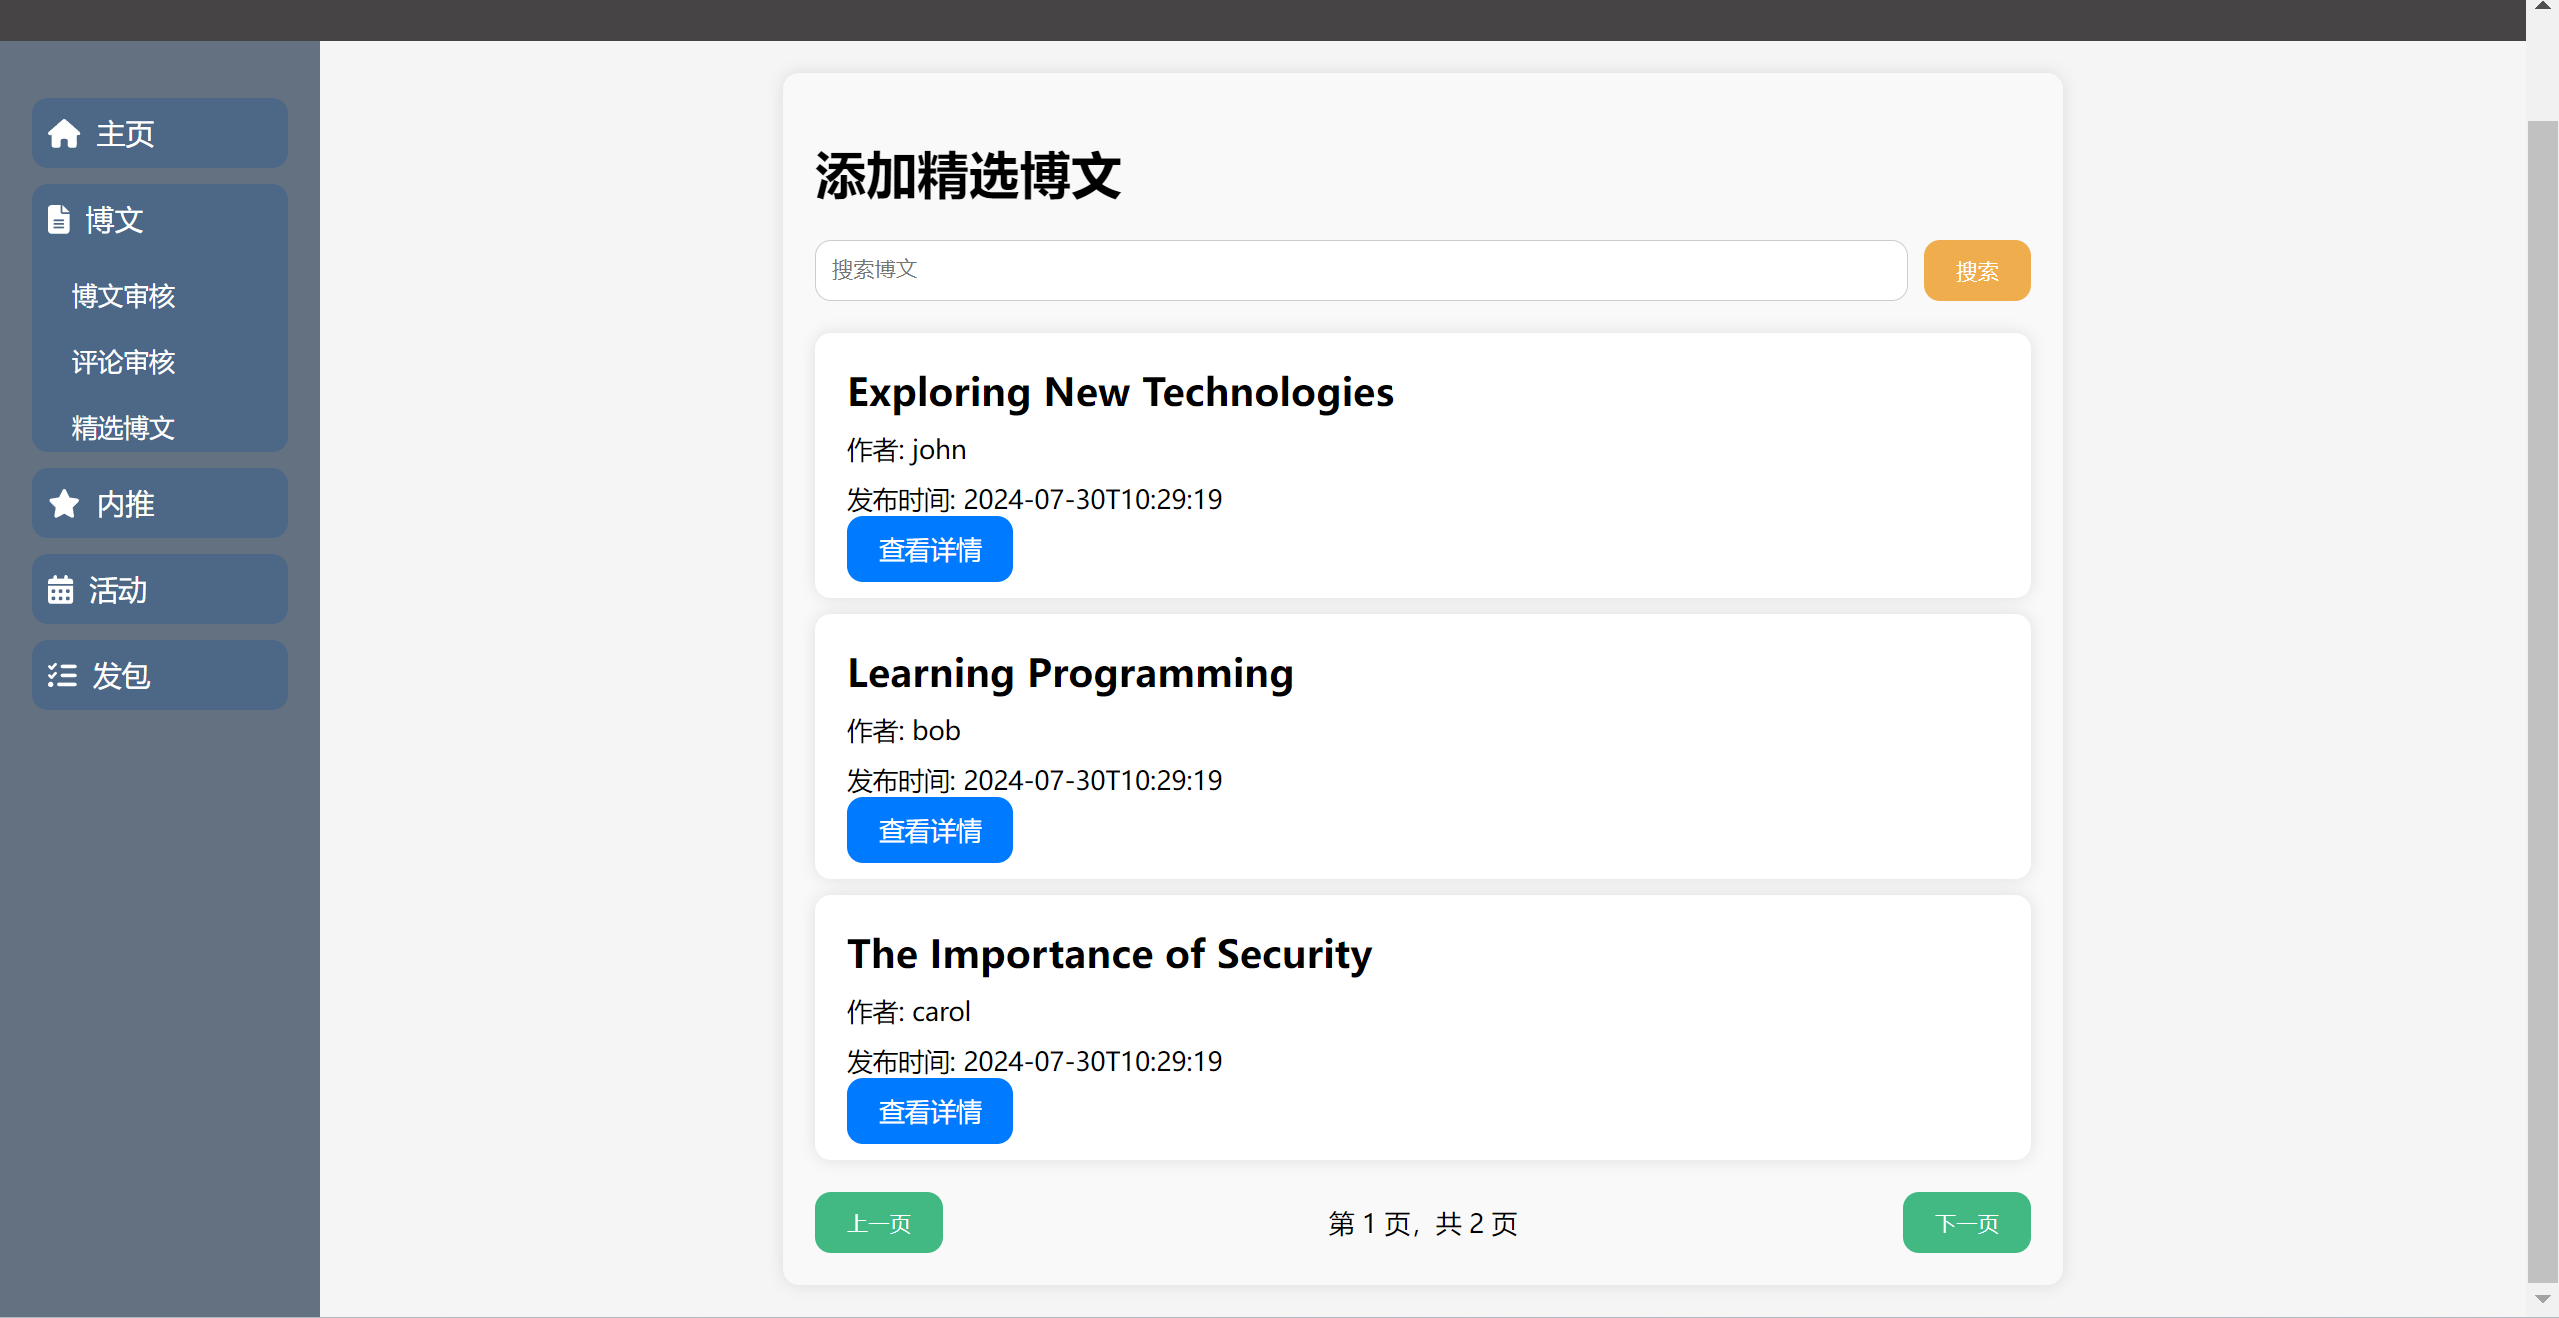 主页
博文
博文审核
评论审核
精选博文
内推
活动
发包
添加精选博文
搜索博文
搜索
Exploring New Technologies
作者: john
发布时间: 2024-07-30T10:29:19
查看详情
Learning Programming
作者: bob
发布时间: 2024-07-30T10:29:19
查看详情
The Importance of Security
作者: carol
发布时间: 2024-07-30T10:29:19
查看详情
上一页
第 1 页，共 2 页
下一页